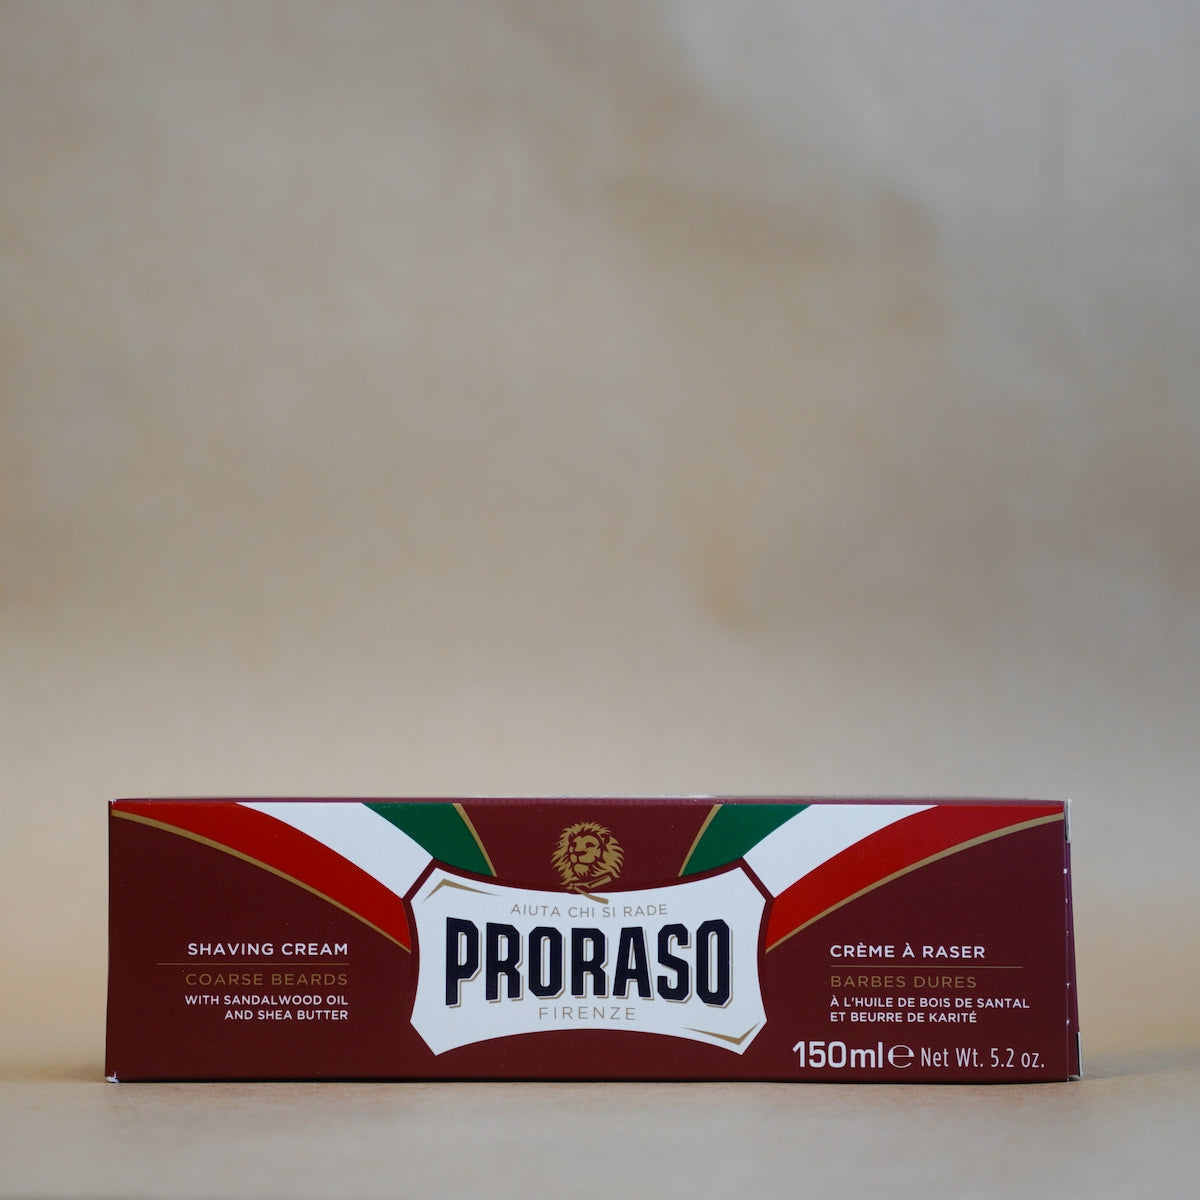 AIUTA CHI SI RADE
PRORASO
FIRENZE
SHAVING CREAM
COARSE BEARDS
WITH SANDALWOOD OIL
AND SHEA BUTTER
CRÈME À RASER
BARBES DURES
À L'HUILE DE BOIS DE SANTAL
ET BEURRE DE KARITÉ
150ml ℮ Net Wt. 5.2 oz.